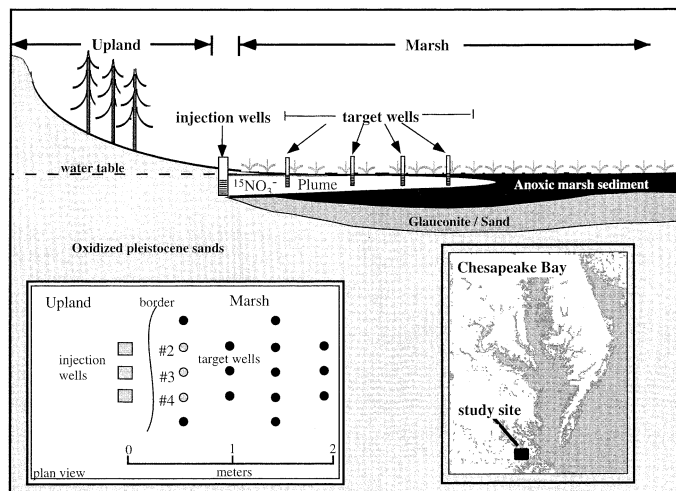 Upland
Marsh
injection wells
target wells
water table
15NO3-
Plume
Anoxic marsh sediment
Glauconite / Sand
Oxidized pleistocene sands
Upland
border
Marsh
injection
wells
#2
target wells
#3
#4
0
1
2
plan view
meters
Chesapeake Bay
study site